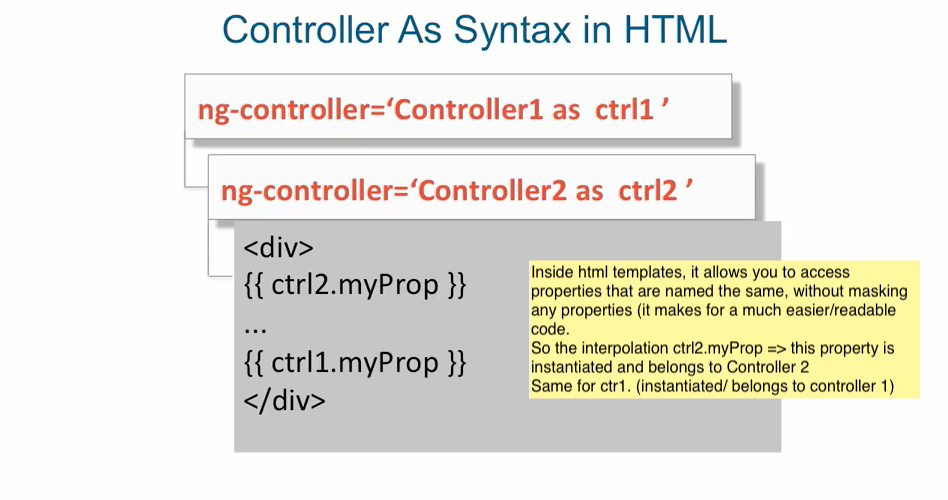 Controller As Syntax in HTML
ng-controller=‘Controller1 as ctrl1 ’
ng-controller=‘Controller2 as ctrl2 ’
<div>
{{ ctrl2.myProp }}
...
{{ ctrl1.myProp }}
</div>
Inside html templates, it allows you to access
properties that are named the same, without masking
any properties (it makes for a much easier/readable
code.
So the interpolation ctrl2.myProp => this property is
instantiated and belongs to Controller 2
Same for ctr1. (instantiated/ belongs to controller 1)